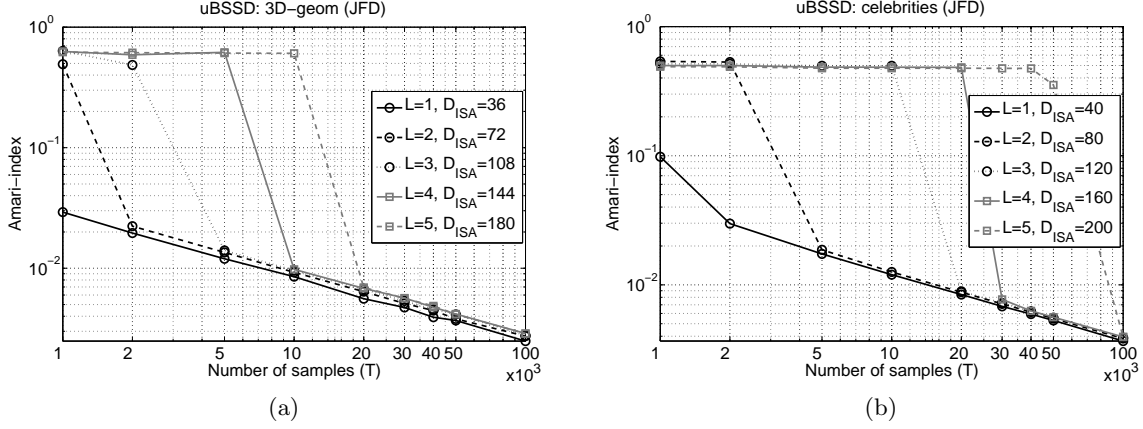 uBSSD: 3D−geom (JFD)
10^0
10^−1
10^−2
Amari−index
1 2 5 10 20 30 40 50 100
Number of samples (T)
x10^3
L=1, D_ISA=36
L=2, D_ISA=72
L=3, D_ISA=108
L=4, D_ISA=144
L=5, D_ISA=180
(a)
uBSSD: celebrities (JFD)
10^0
10^−1
10^−2
Amari−index
1 2 5 10 20 30 40 50 100
Number of samples (T)
x10^3
L=1, D_ISA=40
L=2, D_ISA=80
L=3, D_ISA=120
L=4, D_ISA=160
L=5, D_ISA=200
(b)